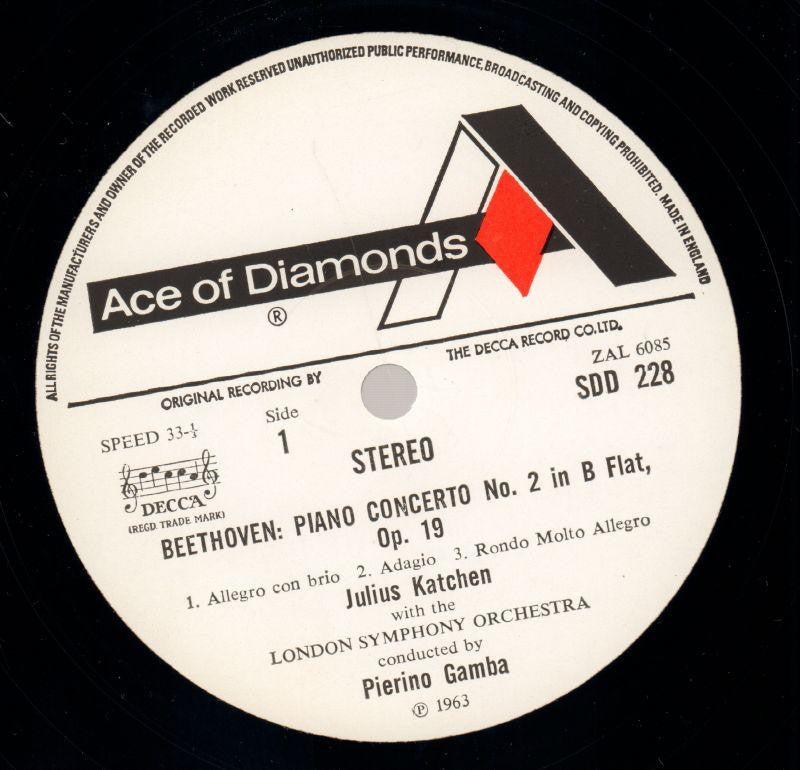 ALL RIGHTS OF THE MANUFACTURERS AND OWNER OF THE RECORDED WORK RESERVED UNAUTHORIZED PUBLIC PERFORMANCE, BROADCASTING AND COPYING PROHIBITED. MADE IN ENGLAND
Ace of Diamonds
®
ORIGINAL RECORDING BY THE DECCA RECORD CO. LTD.
ZAL 6085
SDD 228
SPEED 33-⅓
Side
1
STEREO
DECCA
(REGD. TRADE MARK)
BEETHOVEN: PIANO CONCERTO No. 2 in B Flat,
Op. 19
1. Allegro con brio 2. Adagio 3. Rondo Molto Allegro
Julius Katchen
with the
LONDON SYMPHONY ORCHESTRA
conducted by
Pierino Gamba
℗ 1963